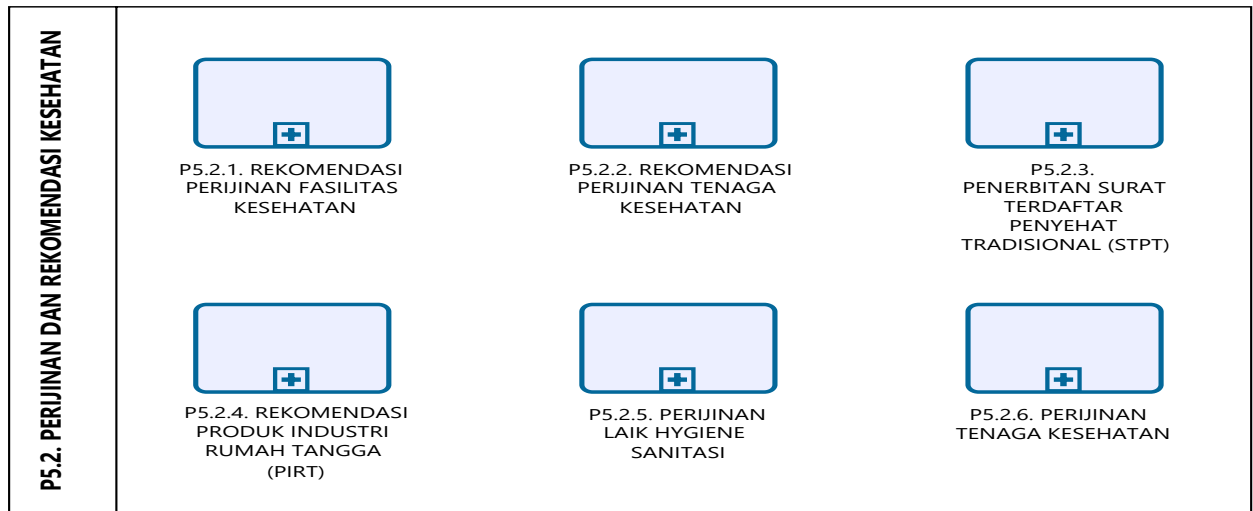 P5.2. PERIJINAN DAN REKOMENDASI KESEHATAN
P5.2.1. REKOMENDASI
PERIJINAN FASILITAS
KESEHATAN
P5.2.2. REKOMENDASI
PERIJINAN TENAGA
KESEHATAN
P5.2.3.
PENERBITAN SURAT
TERDAFTAR
PENYEHAT
TRADISIONAL (STPT)
P5.2.4. REKOMENDASI
PRODUK INDUSTRI
RUMAH TANGGA
(PIRT)
P5.2.5. PERIJINAN
LAIK HYGIENE
SANITASI
P5.2.6. PERIJINAN
TENAGA KESEHATAN